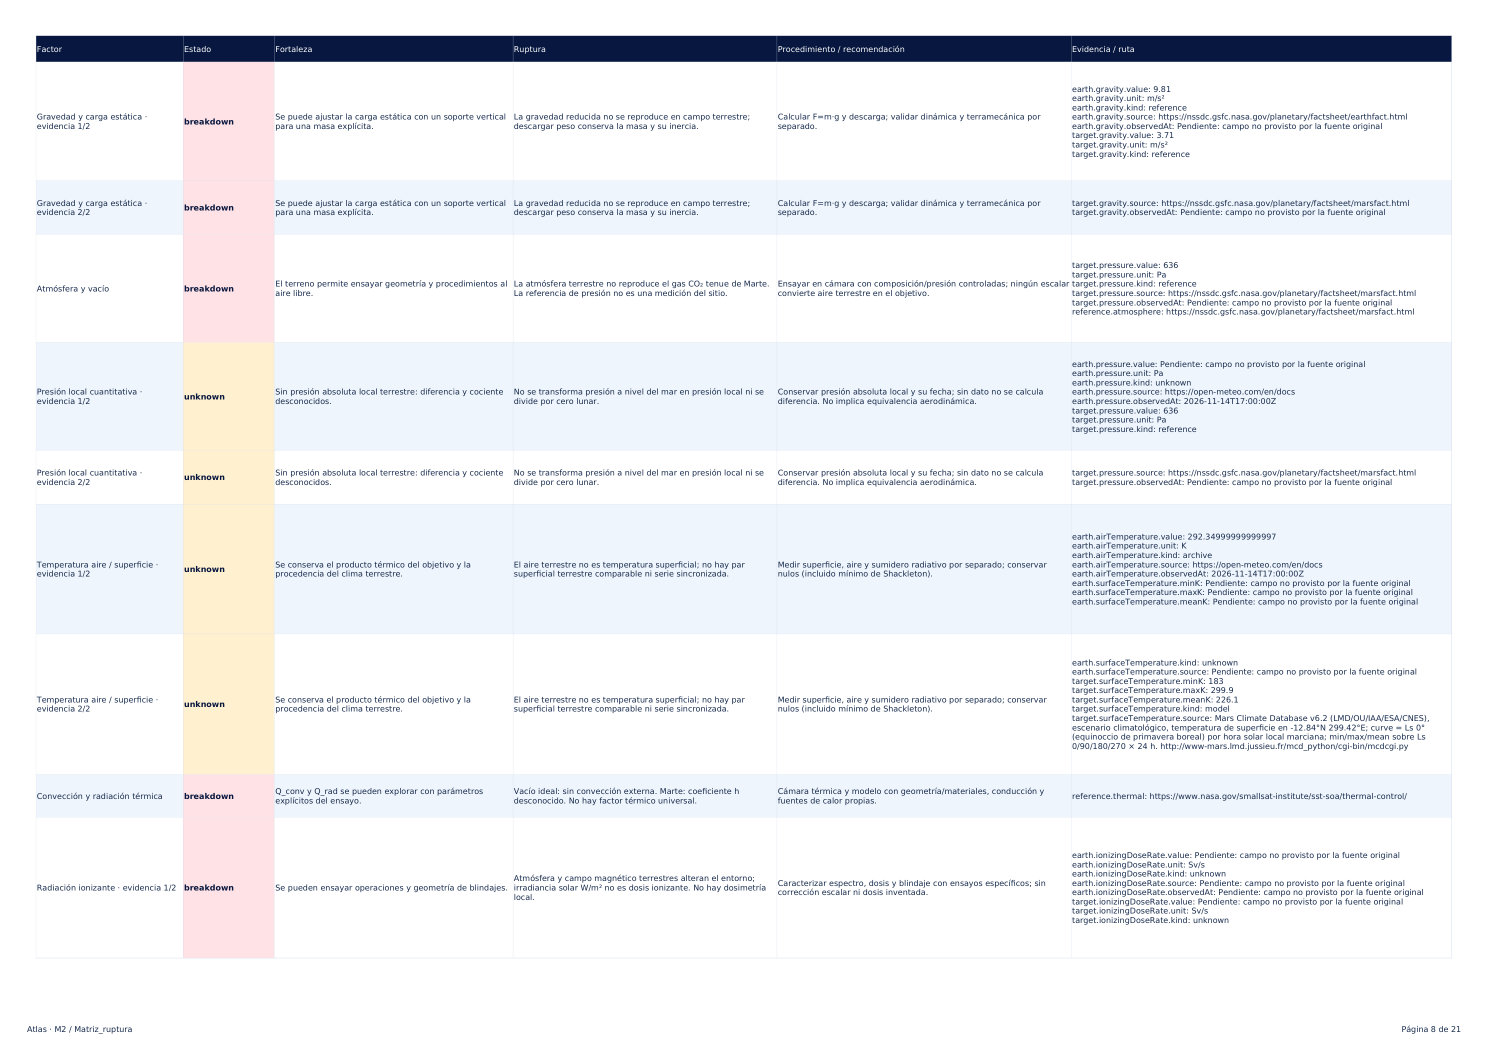 Factor Estado Fortaleza Ruptura Procedimiento / recomendación Evidencia / ruta
Gravedad y carga estática ·
evidencia 1/2
breakdown
Se puede ajustar la carga estática con un soporte vertical
para una masa explícita.
La gravedad reducida no se reproduce en campo terrestre;
descargar peso conserva la masa y su inercia.
Calcular F=m·g y descarga; validar dinámica y terramecánica por
separado.
earth.gravity.value: 9.81
earth.gravity.unit: m/s²
earth.gravity.kind: reference
earth.gravity.source: https://nssdc.gsfc.nasa.gov/planetary/factsheet/earthfact.html
earth.gravity.observedAt: Pendiente: campo no provisto por la fuente original
target.gravity.value: 3.71
target.gravity.unit: m/s²
target.gravity.kind: reference
Gravedad y carga estática ·
evidencia 2/2
breakdown
Se puede ajustar la carga estática con un soporte vertical
para una masa explícita.
La gravedad reducida no se reproduce en campo terrestre;
descargar peso conserva la masa y su inercia.
Calcular F=m·g y descarga; validar dinámica y terramecánica por
separado.
target.gravity.source: https://nssdc.gsfc.nasa.gov/planetary/factsheet/marsfact.html
target.gravity.observedAt: Pendiente: campo no provisto por la fuente original
Atmósfera y vacío
breakdown
El terreno permite ensayar geometría y procedimientos al
aire libre.
La atmósfera terrestre no reproduce el gas CO₂ tenue de Marte.
La referencia de presión no es una medición del sitio.
Ensayar en cámara con composición/presión controladas; ningún escalar
convierte aire terrestre en el objetivo.
target.pressure.value: 636
target.pressure.unit: Pa
target.pressure.kind: reference
target.pressure.source: https://nssdc.gsfc.nasa.gov/planetary/factsheet/marsfact.html
target.pressure.observedAt: Pendiente: campo no provisto por la fuente original
reference.atmosphere: https://nssdc.gsfc.nasa.gov/planetary/factsheet/marsfact.html
Presión local cuantitativa ·
evidencia 1/2
unknown
Sin presión absoluta local terrestre: diferencia y cociente
desconocidos.
No se transforma presión a nivel del mar en presión local ni se
divide por cero lunar.
Conservar presión absoluta local y su fecha; sin dato no se calcula
diferencia. No implica equivalencia aerodinámica.
earth.pressure.value: Pendiente: campo no provisto por la fuente original
earth.pressure.unit: Pa
earth.pressure.kind: unknown
earth.pressure.source: https://open-meteo.com/en/docs
earth.pressure.observedAt: 2026-11-14T17:00:00Z
target.pressure.value: 636
target.pressure.unit: Pa
target.pressure.kind: reference
Presión local cuantitativa ·
evidencia 2/2
unknown
Sin presión absoluta local terrestre: diferencia y cociente
desconocidos.
No se transforma presión a nivel del mar en presión local ni se
divide por cero lunar.
Conservar presión absoluta local y su fecha; sin dato no se calcula
diferencia. No implica equivalencia aerodinámica.
target.pressure.source: https://nssdc.gsfc.nasa.gov/planetary/factsheet/marsfact.html
target.pressure.observedAt: Pendiente: campo no provisto por la fuente original
Temperatura aire / superficie ·
evidencia 1/2
unknown
Se conserva el producto térmico del objetivo y la
procedencia del clima terrestre.
El aire terrestre no es temperatura superficial; no hay par
superficial terrestre comparable ni serie sincronizada.
Medir superficie, aire y sumidero radiativo por separado; conservar
nulos (incluido mínimo de Shackleton).
earth.airTemperature.value: 292.34999999999997
earth.airTemperature.unit: K
earth.airTemperature.kind: archive
earth.airTemperature.source: https://open-meteo.com/en/docs
earth.airTemperature.observedAt: 2026-11-14T17:00:00Z
earth.surfaceTemperature.minK: Pendiente: campo no provisto por la fuente original
earth.surfaceTemperature.maxK: Pendiente: campo no provisto por la fuente original
earth.surfaceTemperature.meanK: Pendiente: campo no provisto por la fuente original
Temperatura aire / superficie ·
evidencia 2/2
unknown
Se conserva el producto térmico del objetivo y la
procedencia del clima terrestre.
El aire terrestre no es temperatura superficial; no hay par
superficial terrestre comparable ni serie sincronizada.
Medir superficie, aire y sumidero radiativo por separado; conservar
nulos (incluido mínimo de Shackleton).
earth.surfaceTemperature.kind: unknown
earth.surfaceTemperature.source: Pendiente: campo no provisto por la fuente original
target.surfaceTemperature.minK: 183
target.surfaceTemperature.maxK: 299.9
target.surfaceTemperature.meanK: 226.1
target.surfaceTemperature.kind: model
target.surfaceTemperature.source: Mars Climate Database v6.2 (LMD/OU/IAA/ESA/CNES),
escenario climatológico, temperatura de superficie en -12.84°N 299.42°E; curve = Ls 0°
(equinoccio de primavera boreal) por hora solar local marciana; min/max/mean sobre Ls
0/90/180/270 × 24 h. http://www-mars.lmd.jussieu.fr/mcd_python/cgi-bin/mcdcgi.py
Convección y radiación térmica
breakdown
Q_conv y Q_rad se pueden explorar con parámetros
explícitos del ensayo.
Vacío ideal: sin convección externa. Marte: coeficiente h
desconocido. No hay factor térmico universal.
Cámara térmica y modelo con geometría/materiales, conducción y
fuentes de calor propias.
reference.thermal: https://www.nasa.gov/smallsat-institute/sst-soa/thermal-control/
Radiación ionizante · evidencia 1/2
breakdown
Se pueden ensayar operaciones y geometría de blindajes.
Atmósfera y campo magnético terrestres alteran el entorno;
irradiancia solar W/m² no es dosis ionizante. No hay dosimetría
local.
Caracterizar espectro, dosis y blindaje con ensayos específicos; sin
corrección escalar ni dosis inventada.
earth.ionizingDoseRate.value: Pendiente: campo no provisto por la fuente original
earth.ionizingDoseRate.unit: Sv/s
earth.ionizingDoseRate.kind: unknown
earth.ionizingDoseRate.source: Pendiente: campo no provisto por la fuente original
earth.ionizingDoseRate.observedAt: Pendiente: campo no provisto por la fuente original
target.ionizingDoseRate.value: Pendiente: campo no provisto por la fuente original
target.ionizingDoseRate.unit: Sv/s
target.ionizingDoseRate.kind: unknown
Atlas · M2 / Matriz_ruptura
Página 8 de 21